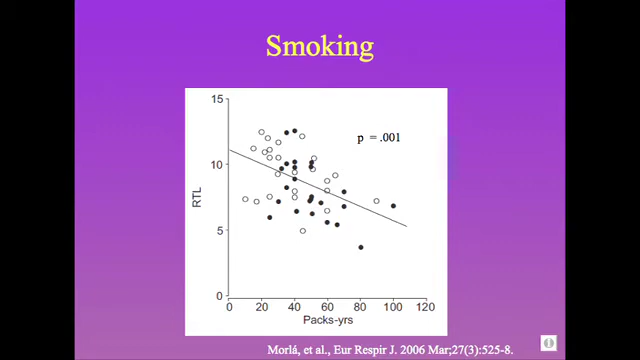 Smoking
15
p = .001
10
RTL
5
0
0 20 40 60 80 100 120
Packs-yrs
Morlá, et al., Eur Respir J. 2006 Mar;27(3):525-8.